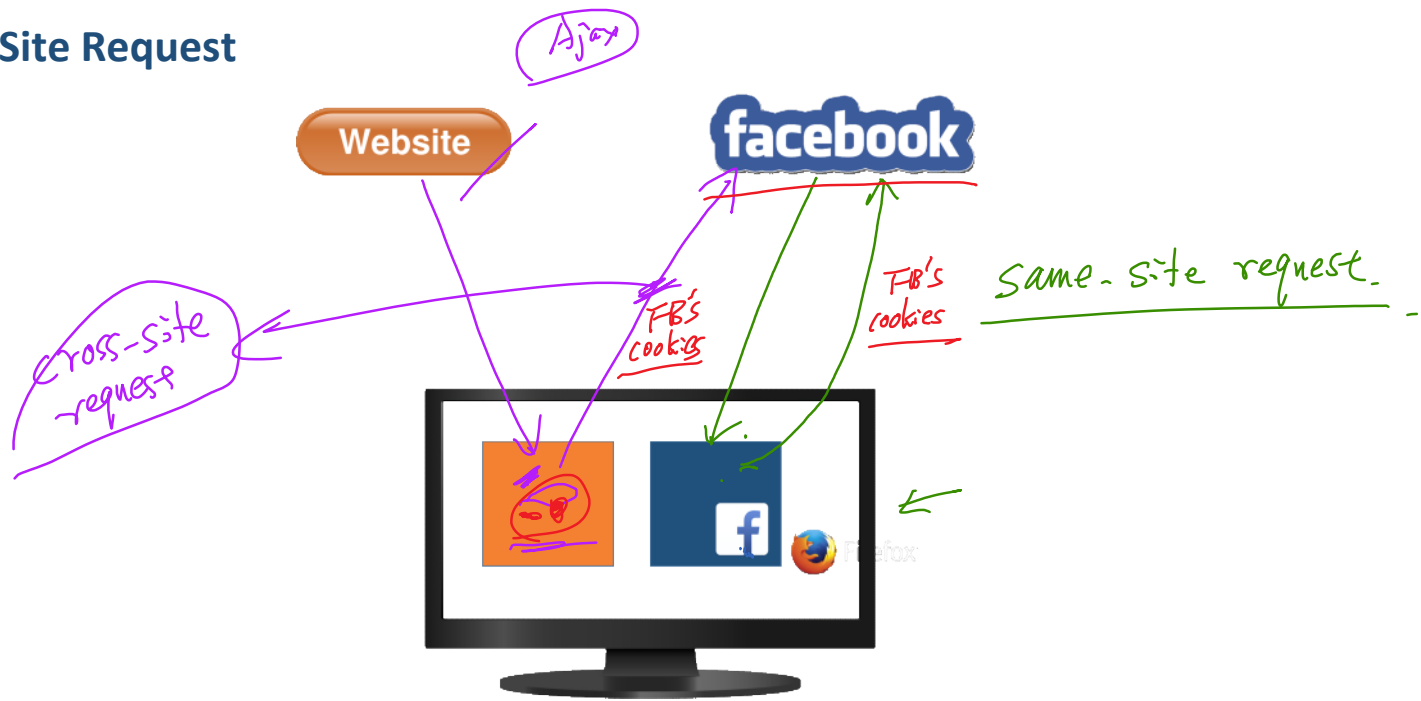 Site Request
Ajax
Website
facebook
same-site request.
FB's
cookies
FB's
cookies
cross-site
request
f
Firefox